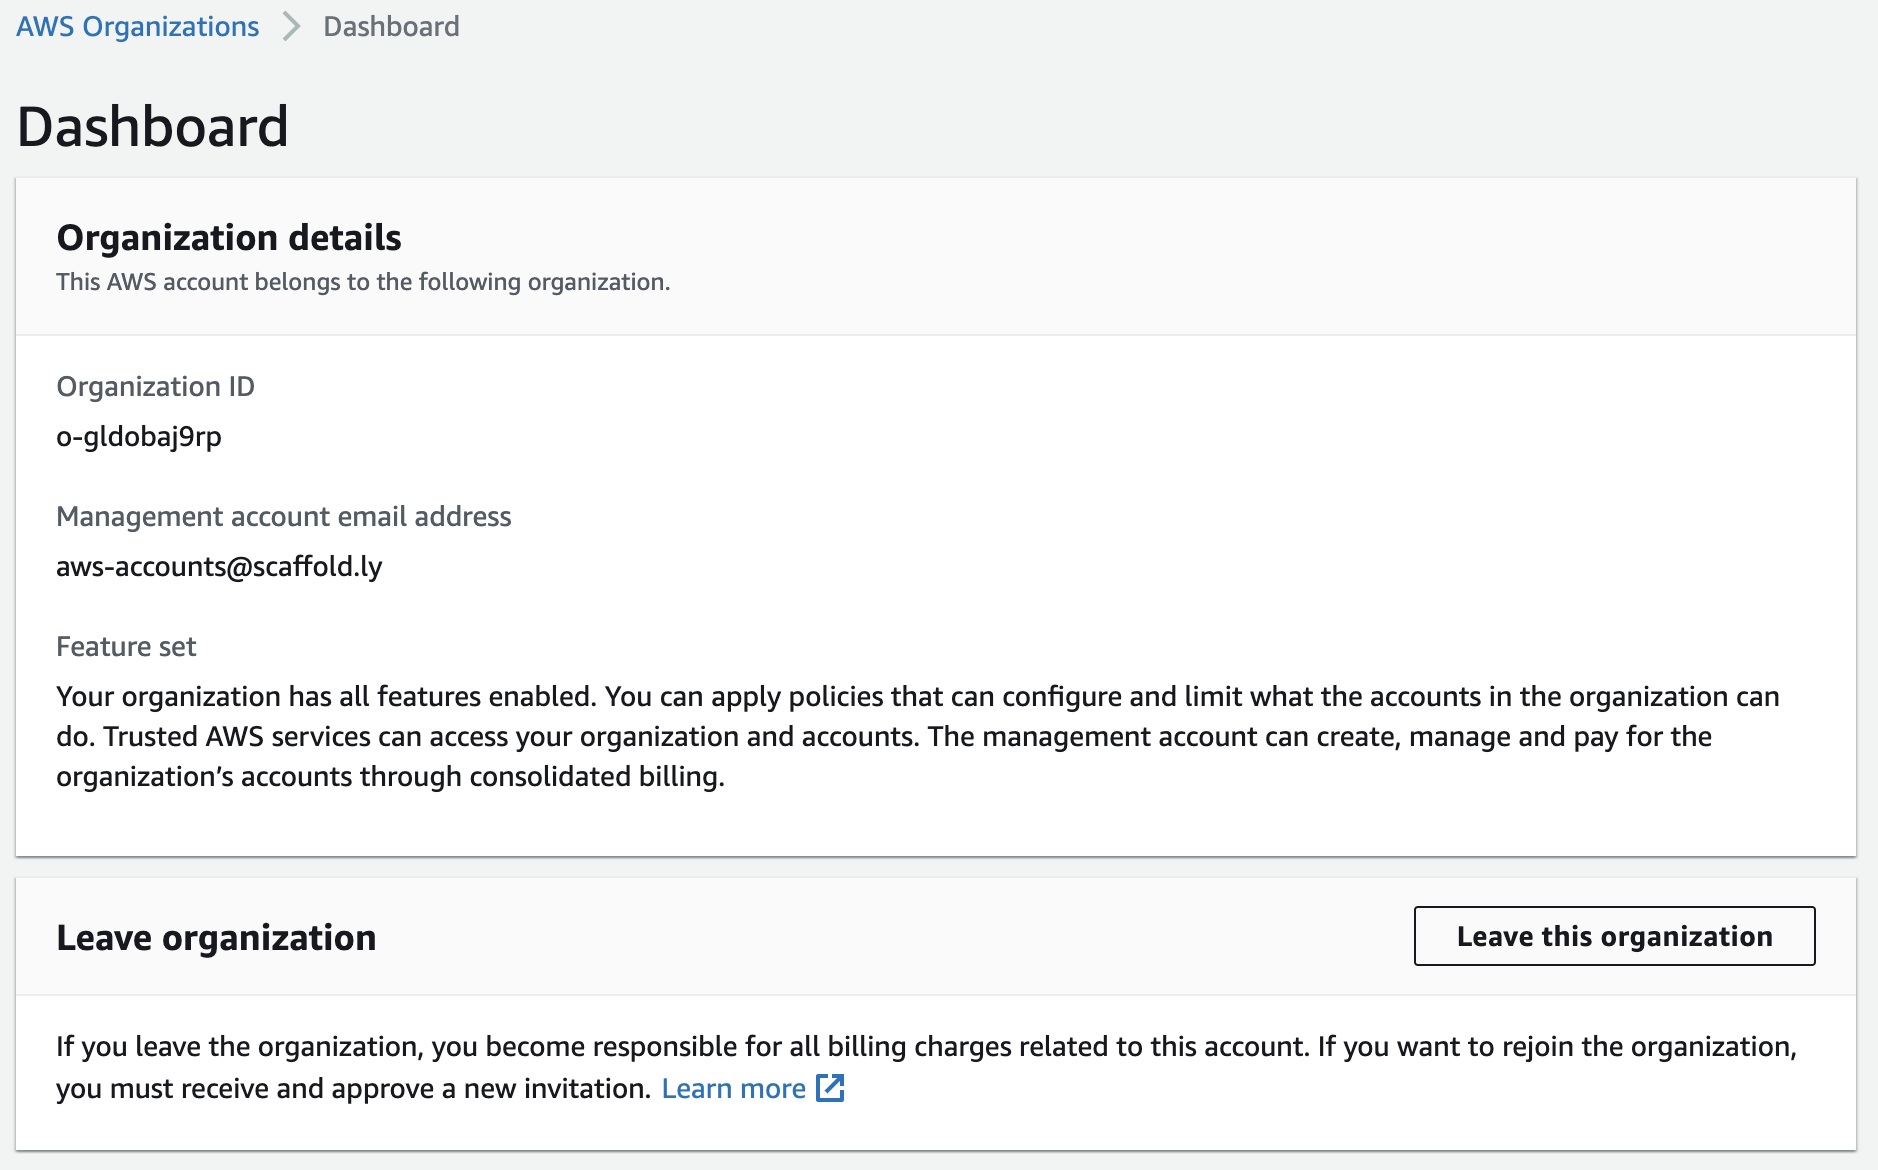 AWS Organizations > Dashboard
Dashboard
Organization details
This AWS account belongs to the following organization.
Organization ID
o-gldobaj9rp
Management account email address
aws-accounts@scaffold.ly
Feature set
Your organization has all features enabled. You can apply policies that can configure and limit what the accounts in the organization can
do. Trusted AWS services can access your organization and accounts. The management account can create, manage and pay for the
organization’s accounts through consolidated billing.
Leave organization
Leave this organization
If you leave the organization, you become responsible for all billing charges related to this account. If you want to rejoin the organization,
you must receive and approve a new invitation. Learn more